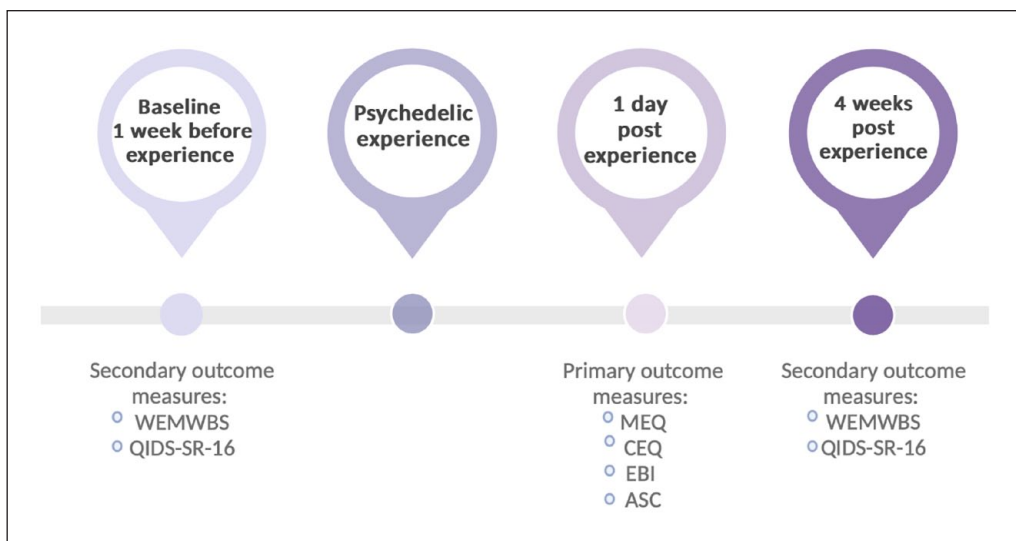 Baseline
1 week before
experience
Psychedelic
experience
1 day
post
experience
4 weeks
post
experience
Secondary outcome
measures:
WEMWBS
QIDS-SR-16
Primary outcome
measures:
MEQ
CEQ
EBI
ASC
Secondary outcome
measures:
WEMWBS
QIDS-SR-16